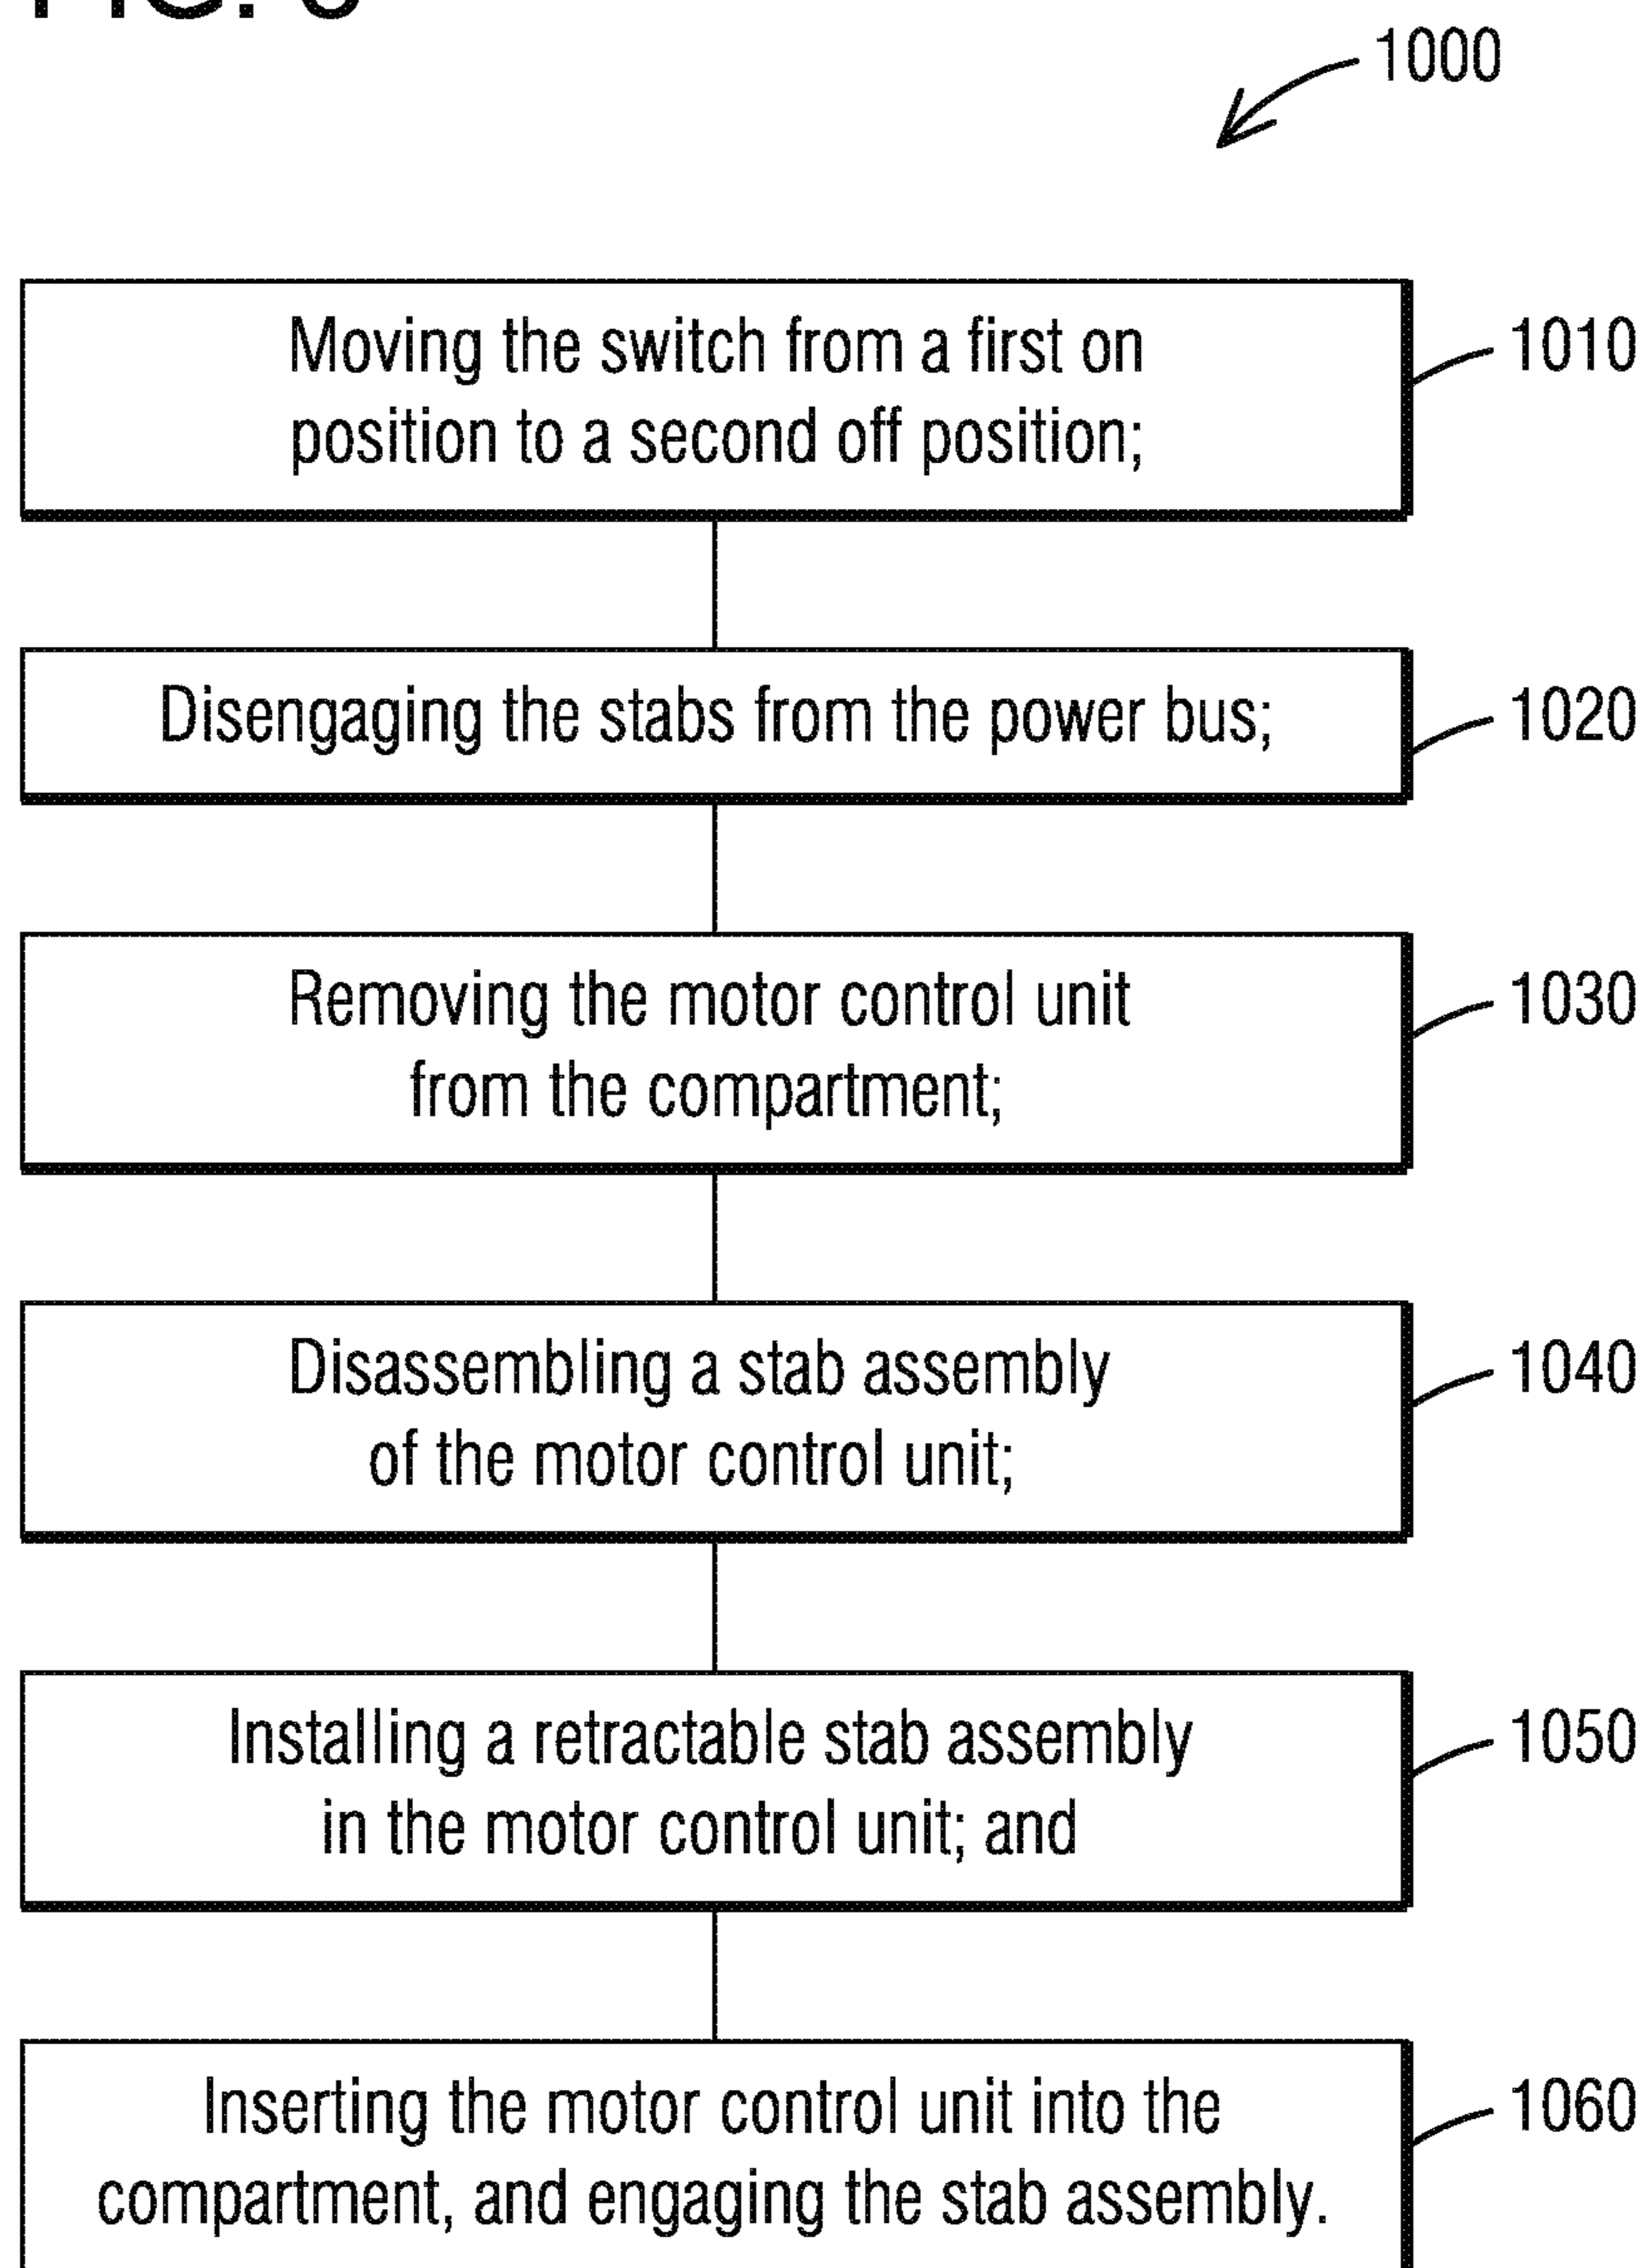 FIG.
1000
Moving the switch from a first on
position to a second off position;
1010
Disengaging the stabs from the power bus;
1020
Removing the motor control unit
from the compartment;
1030
Disassembling a stab assembly
of the motor control unit;
1040
Installing a retractable stab assembly
in the motor control unit; and
1050
Inserting the motor control unit into the
compartment, and engaging the stab assembly.
1060